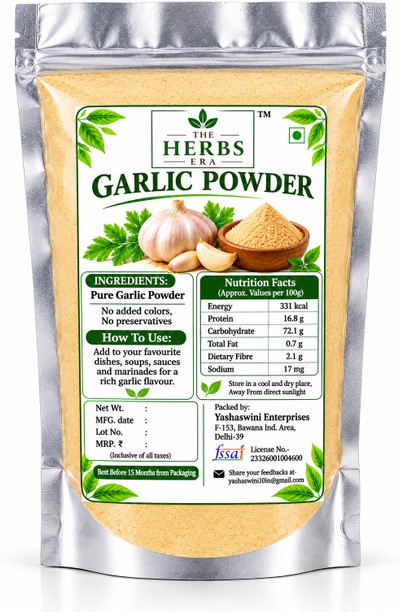 THE
HERBS
ERA
TM
GARLIC POWDER
INGREDIENTS:
Pure Garlic Powder
No added colors,
No preservatives
How To Use:
Add to your favourite
dishes, soups, sauces
and marinades for a
rich garlic flavour.
Nutrition Facts
(Approx. Values per 100g)
Energy 331 kcal
Protein 16.8 g
Carbohydrate 72.1 g
Total Fat 0.7 g
Dietary Fibre 2.1 g
Sodium 17 mg
Store in a cool and dry place,
Away From direct sunlight
Net Wt. :
MFG. date :
Lot No. :
MRP. ₹ :
(Inclusive of all taxes)
Best Before 15 Months from Packaging
Packed by:
Yashaswini Enterprises
F-153, Bawana Ind. Area,
Delhi-39
fssai
License No.-
23326001004600
Share your feedbacks at-
yashaswini10in@gmail.com